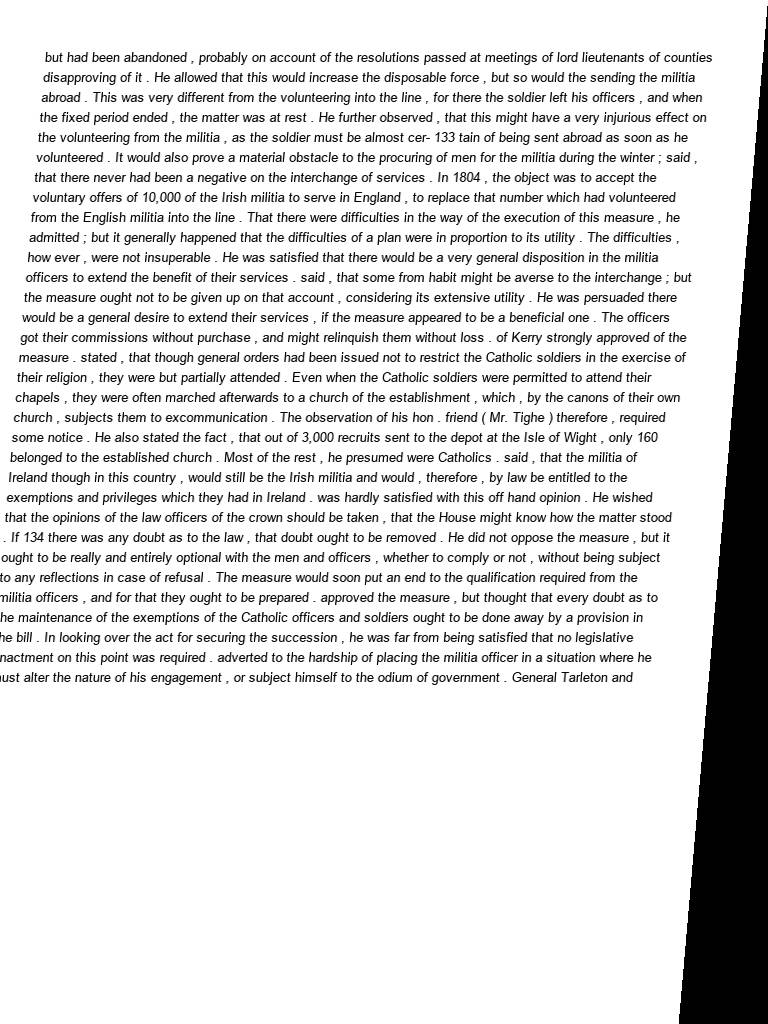 but had been abandoned , probably on account of the resolutions passed at meetings of lord lieutenants of counties
disapproving of it . He allowed that this would increase the disposable force , but so would the sending the militia
abroad . This was very different from the volunteering into the line , for there the soldier left his officers , and when
the fixed period ended , the matter was at rest . He further observed , that this might have a very injurious effect on
the volunteering from the militia , as the soldier must be almost cer- 133 tain of being sent abroad as soon as he
volunteered . It would also prove a material obstacle to the procuring of men for the militia during the winter ; said ,
that there never had been a negative on the interchange of services . In 1804 , the object was to accept the
voluntary offers of 10,000 of the Irish militia to serve in England , to replace that number which had volunteered
from the English militia into the line . That there were difficulties in the way of the execution of this measure , he
admitted ; but it generally happened that the difficulties of a plan were in proportion to its utility . The difficulties ,
how ever , were not insuperable . He was satisfied that there would be a very general disposition in the militia
officers to extend the benefit of their services . said , that some from habit might be averse to the interchange ; but
the measure ought not to be given up on that account , considering its extensive utility . He was persuaded there
would be a general desire to extend their services , if the measure appeared to be a beneficial one . The officers
got their commissions without purchase , and might relinquish them without loss . of Kerry strongly approved of the
measure . stated , that though general orders had been issued not to restrict the Catholic soldiers in the exercise of
their religion , they were but partially attended . Even when the Catholic soldiers were permitted to attend their
chapels , they were often marched afterwards to a church of the establishment , which , by the canons of their own
church , subjects them to excommunication . The observation of his hon . friend ( Mr. Tighe ) therefore , required
some notice . He also stated the fact , that out of 3,000 recruits sent to the depot at the Isle of Wight , only 160
belonged to the established church . Most of the rest , he presumed were Catholics . said , that the militia of
Ireland though in this country , would still be the Irish militia and would , therefore , by law be entitled to the
exemptions and privileges which they had in Ireland . was hardly satisfied with this off hand opinion . He wished
that the opinions of the law officers of the crown should be taken , that the House might know how the matter stood
. If 134 there was any doubt as to the law , that doubt ought to be removed . He did not oppose the measure , but it
ought to be really and entirely optional with the men and officers , whether to comply or not , without being subject
to any reflections in case of refusal . The measure would soon put an end to the qualification required from the
militia officers , and for that they ought to be prepared . approved the measure , but thought that every doubt as to
he maintenance of the exemptions of the Catholic officers and soldiers ought to be done away by a provision in
he bill . In looking over the act for securing the succession , he was far from being satisfied that no legislative
nactment on this point was required . adverted to the hardship of placing the militia officer in a situation where he
ust alter the nature of his engagement , or subject himself to the odium of government . General Tarleton and